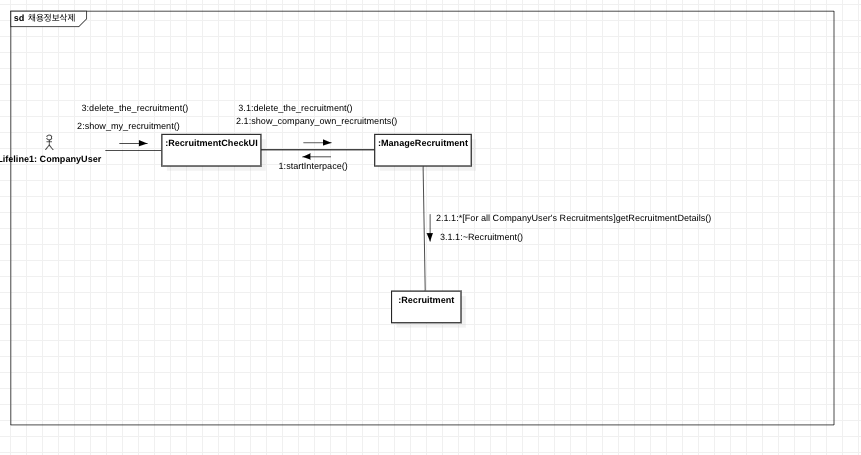 sd 채용정보삭제
3:delete_the_recruitment()
2:show_my_recruitment()
3.1:delete_the_recruitment()
2.1:show_company_own_recruitments()
Lifeline1: CompanyUser
:RecruitmentCheckUI
:ManageRecruitment
1:startInterpace()
2.1.1:*[For all CompanyUser's Recruitments]getRecruitmentDetails()
3.1.1:~Recruitment()
:Recruitment